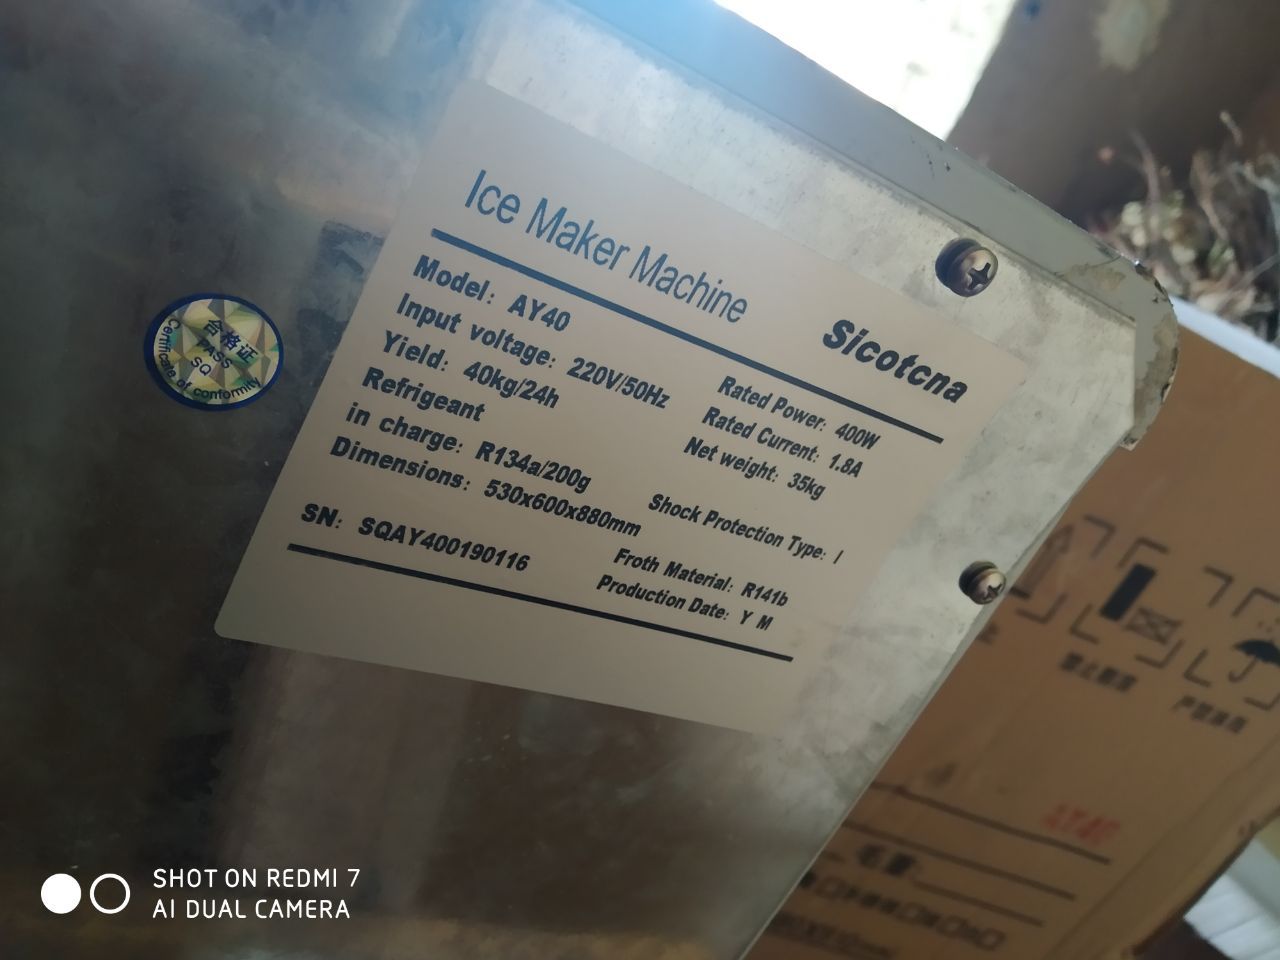 Ice Maker Machine
Sicotcna
Model: AY40
Input voltage: 220V/50Hz
Rated Power: 400W
Yield: 40kg/24h
Rated Current: 1.8A
Refrigeant
Net weight: 35kg
in charge: R134a/200g
Dimensions: 530x600x880mm
Shock Protection Type: I
Froth Material: R141b
SN: SQAY400190116
Production Date: Y M
合格证
PASS
SQ
Certificate of conformity
毛重:
SHOT ON REDMI 7
AI DUAL CAMERA